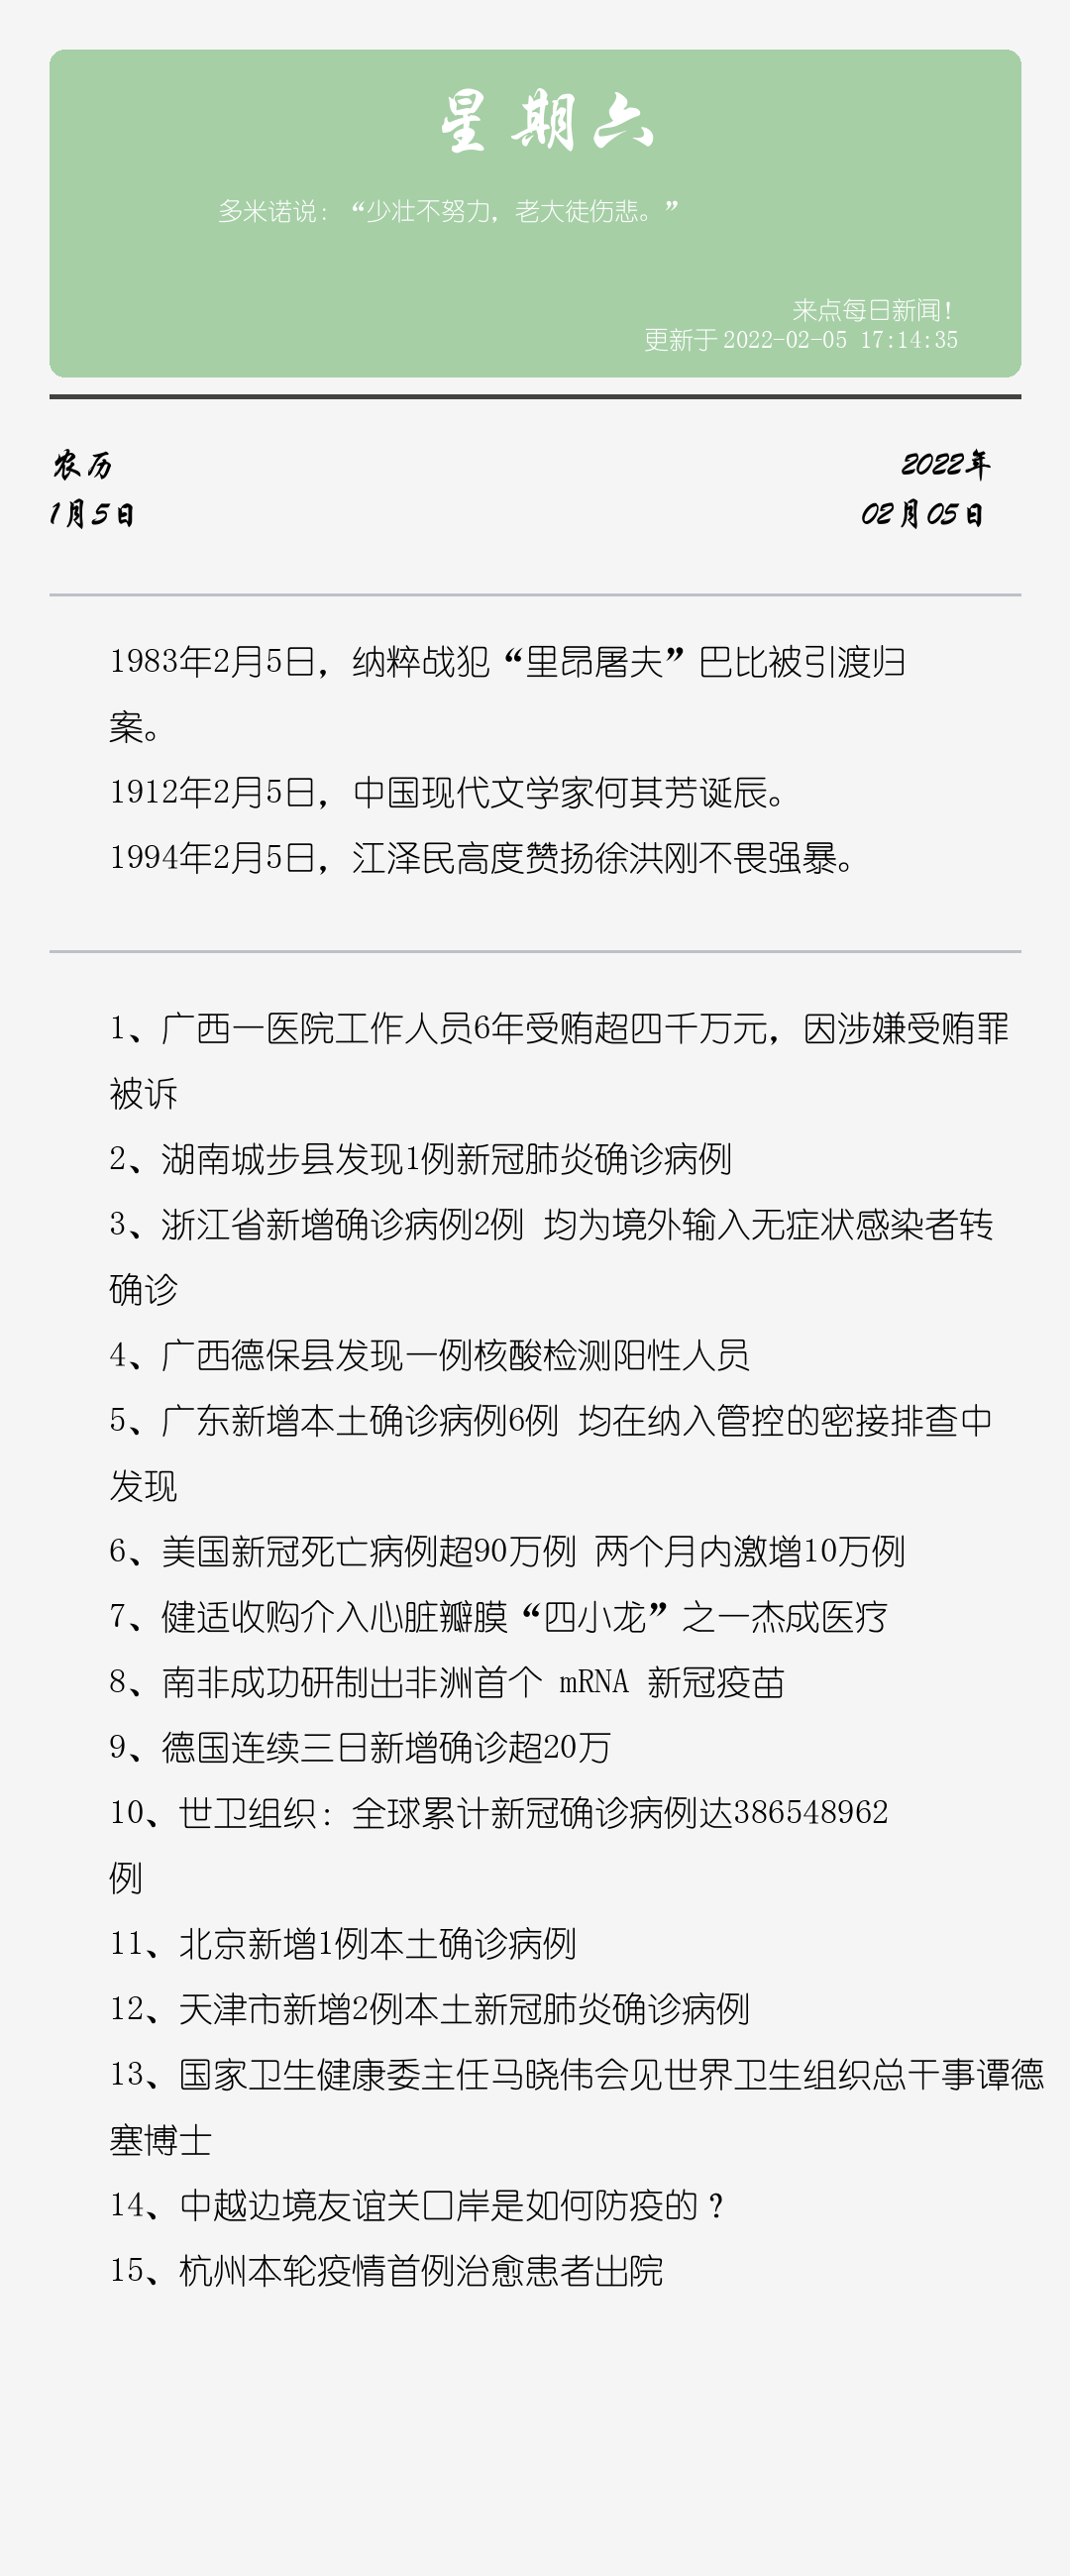 星期六
多米诺说：“少壮不努力，老大徒伤悲。”
来点每日新闻！
更新于 2022-02-05 17:14:35
农历
2022年
1月5日
02月05日
1983年2月5日，纳粹战犯“里昂屠夫”巴比被引渡归
案。
1912年2月5日，中国现代文学家何其芳诞辰。
1994年2月5日，江泽民高度赞扬徐洪刚不畏强暴。
1、广西一医院工作人员6年受贿超四千万元，因涉嫌受贿罪
被诉
2、湖南城步县发现1例新冠肺炎确诊病例
3、浙江省新增确诊病例2例 均为境外输入无症状感染者转
确诊
4、广西德保县发现一例核酸检测阳性人员
5、广东新增本土确诊病例6例 均在纳入管控的密接排查中
发现
6、美国新冠死亡病例超90万例 两个月内激增10万例
7、健适收购介入心脏瓣膜“四小龙”之一杰成医疗
8、南非成功研制出非洲首个 mRNA 新冠疫苗
9、德国连续三日新增确诊超20万
10、世卫组织：全球累计新冠确诊病例达386548962
例
11、北京新增1例本土确诊病例
12、天津市新增2例本土新冠肺炎确诊病例
13、国家卫生健康委主任马晓伟会见世界卫生组织总干事谭德
塞博士
14、中越边境友谊关口岸是如何防疫的？
15、杭州本轮疫情首例治愈患者出院